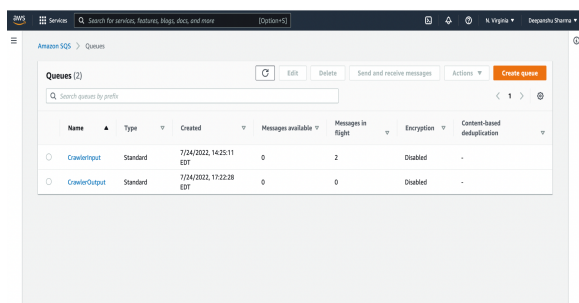 aws Services Search for services, features, blogs, docs, and more [Option+S] N. Virginia ▼ Deepanshu Sharma ▼
Amazon SQS > Queues
Queues (2) Edit Delete Send and receive messages Actions ▼ Create queue
Search queues by prefix < 1 >
Name ▲ Type ▽ Created ▽ Messages available ▽ Messages in flight ▽ Encryption ▽ Content-based deduplication ▽
CrawlerInput Standard 7/24/2022, 14:25:11 EDT 0 2 Disabled -
CrawlerOutput Standard 7/24/2022, 17:22:28 EDT 0 0 Disabled -